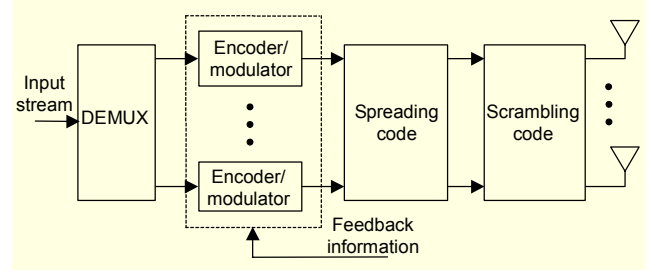 Input
stream
DEMUX
Encoder/
modulator
Encoder/
modulator
Spreading
code
Scrambling
code
Feedback
information